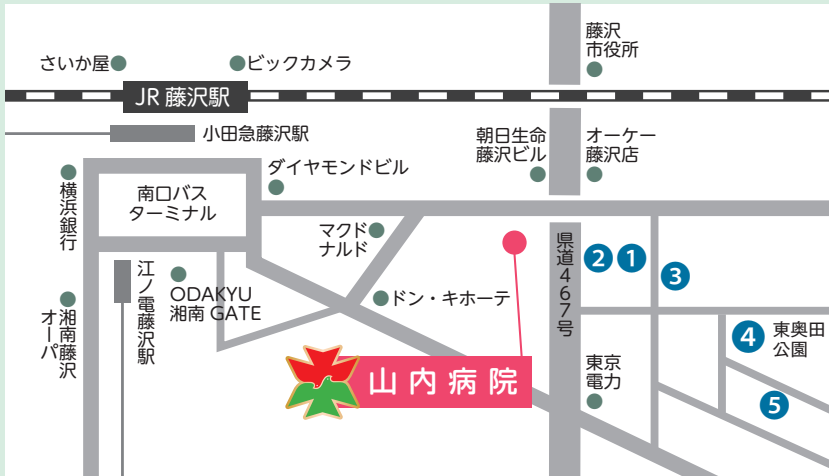 藤沢
市役所
さいか屋
ビックカメラ
JR 藤沢駅
小田急藤沢駅
朝日生命
藤沢ビル
オーケー
藤沢店
ダイヤモンドビル
横浜銀行
南口バス
ターミナル
マクド
ナルド
県道467号
2
1
3
江ノ電藤沢駅
ODAKYU
湘南 GATE
ドン・キホーテ
湘南藤沢
オーパ
4
東奥田
公園
東京
電力
山内病院
5